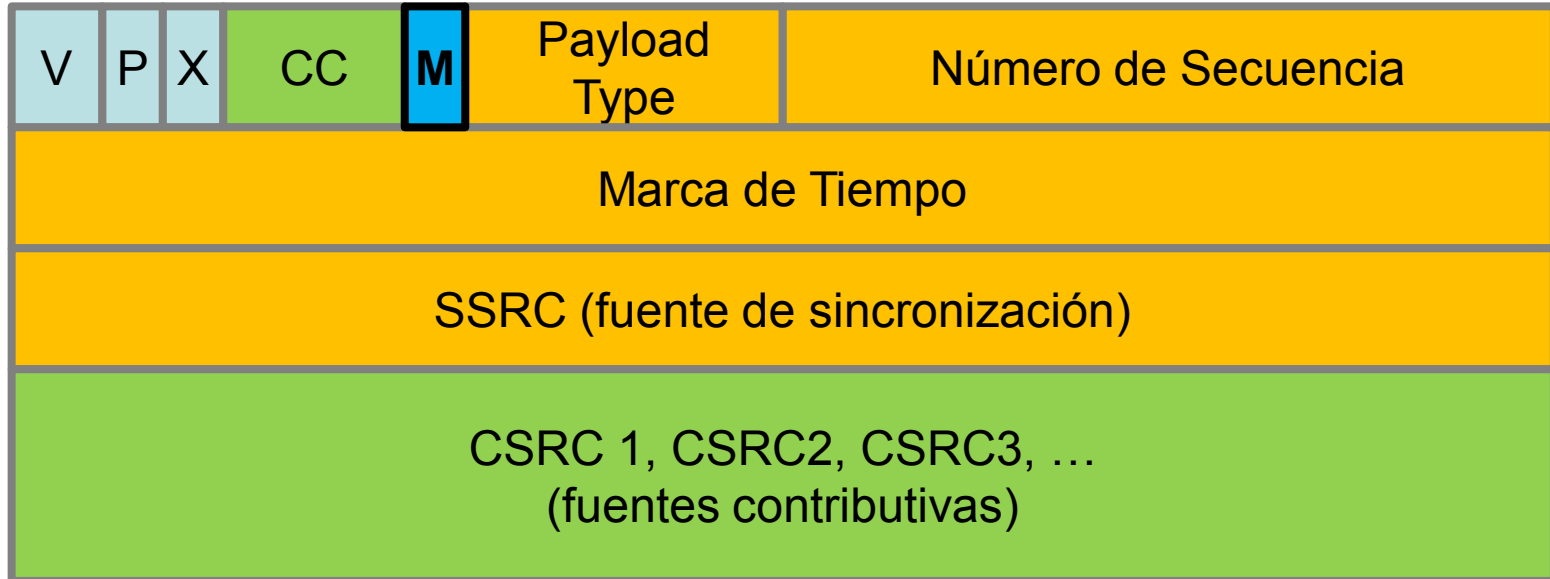 V P X CC M Payload Type Número de Secuencia
Marca de Tiempo
SSRC (fuente de sincronización)
CSRC 1, CSRC2, CSRC3, …
(fuentes contributivas)